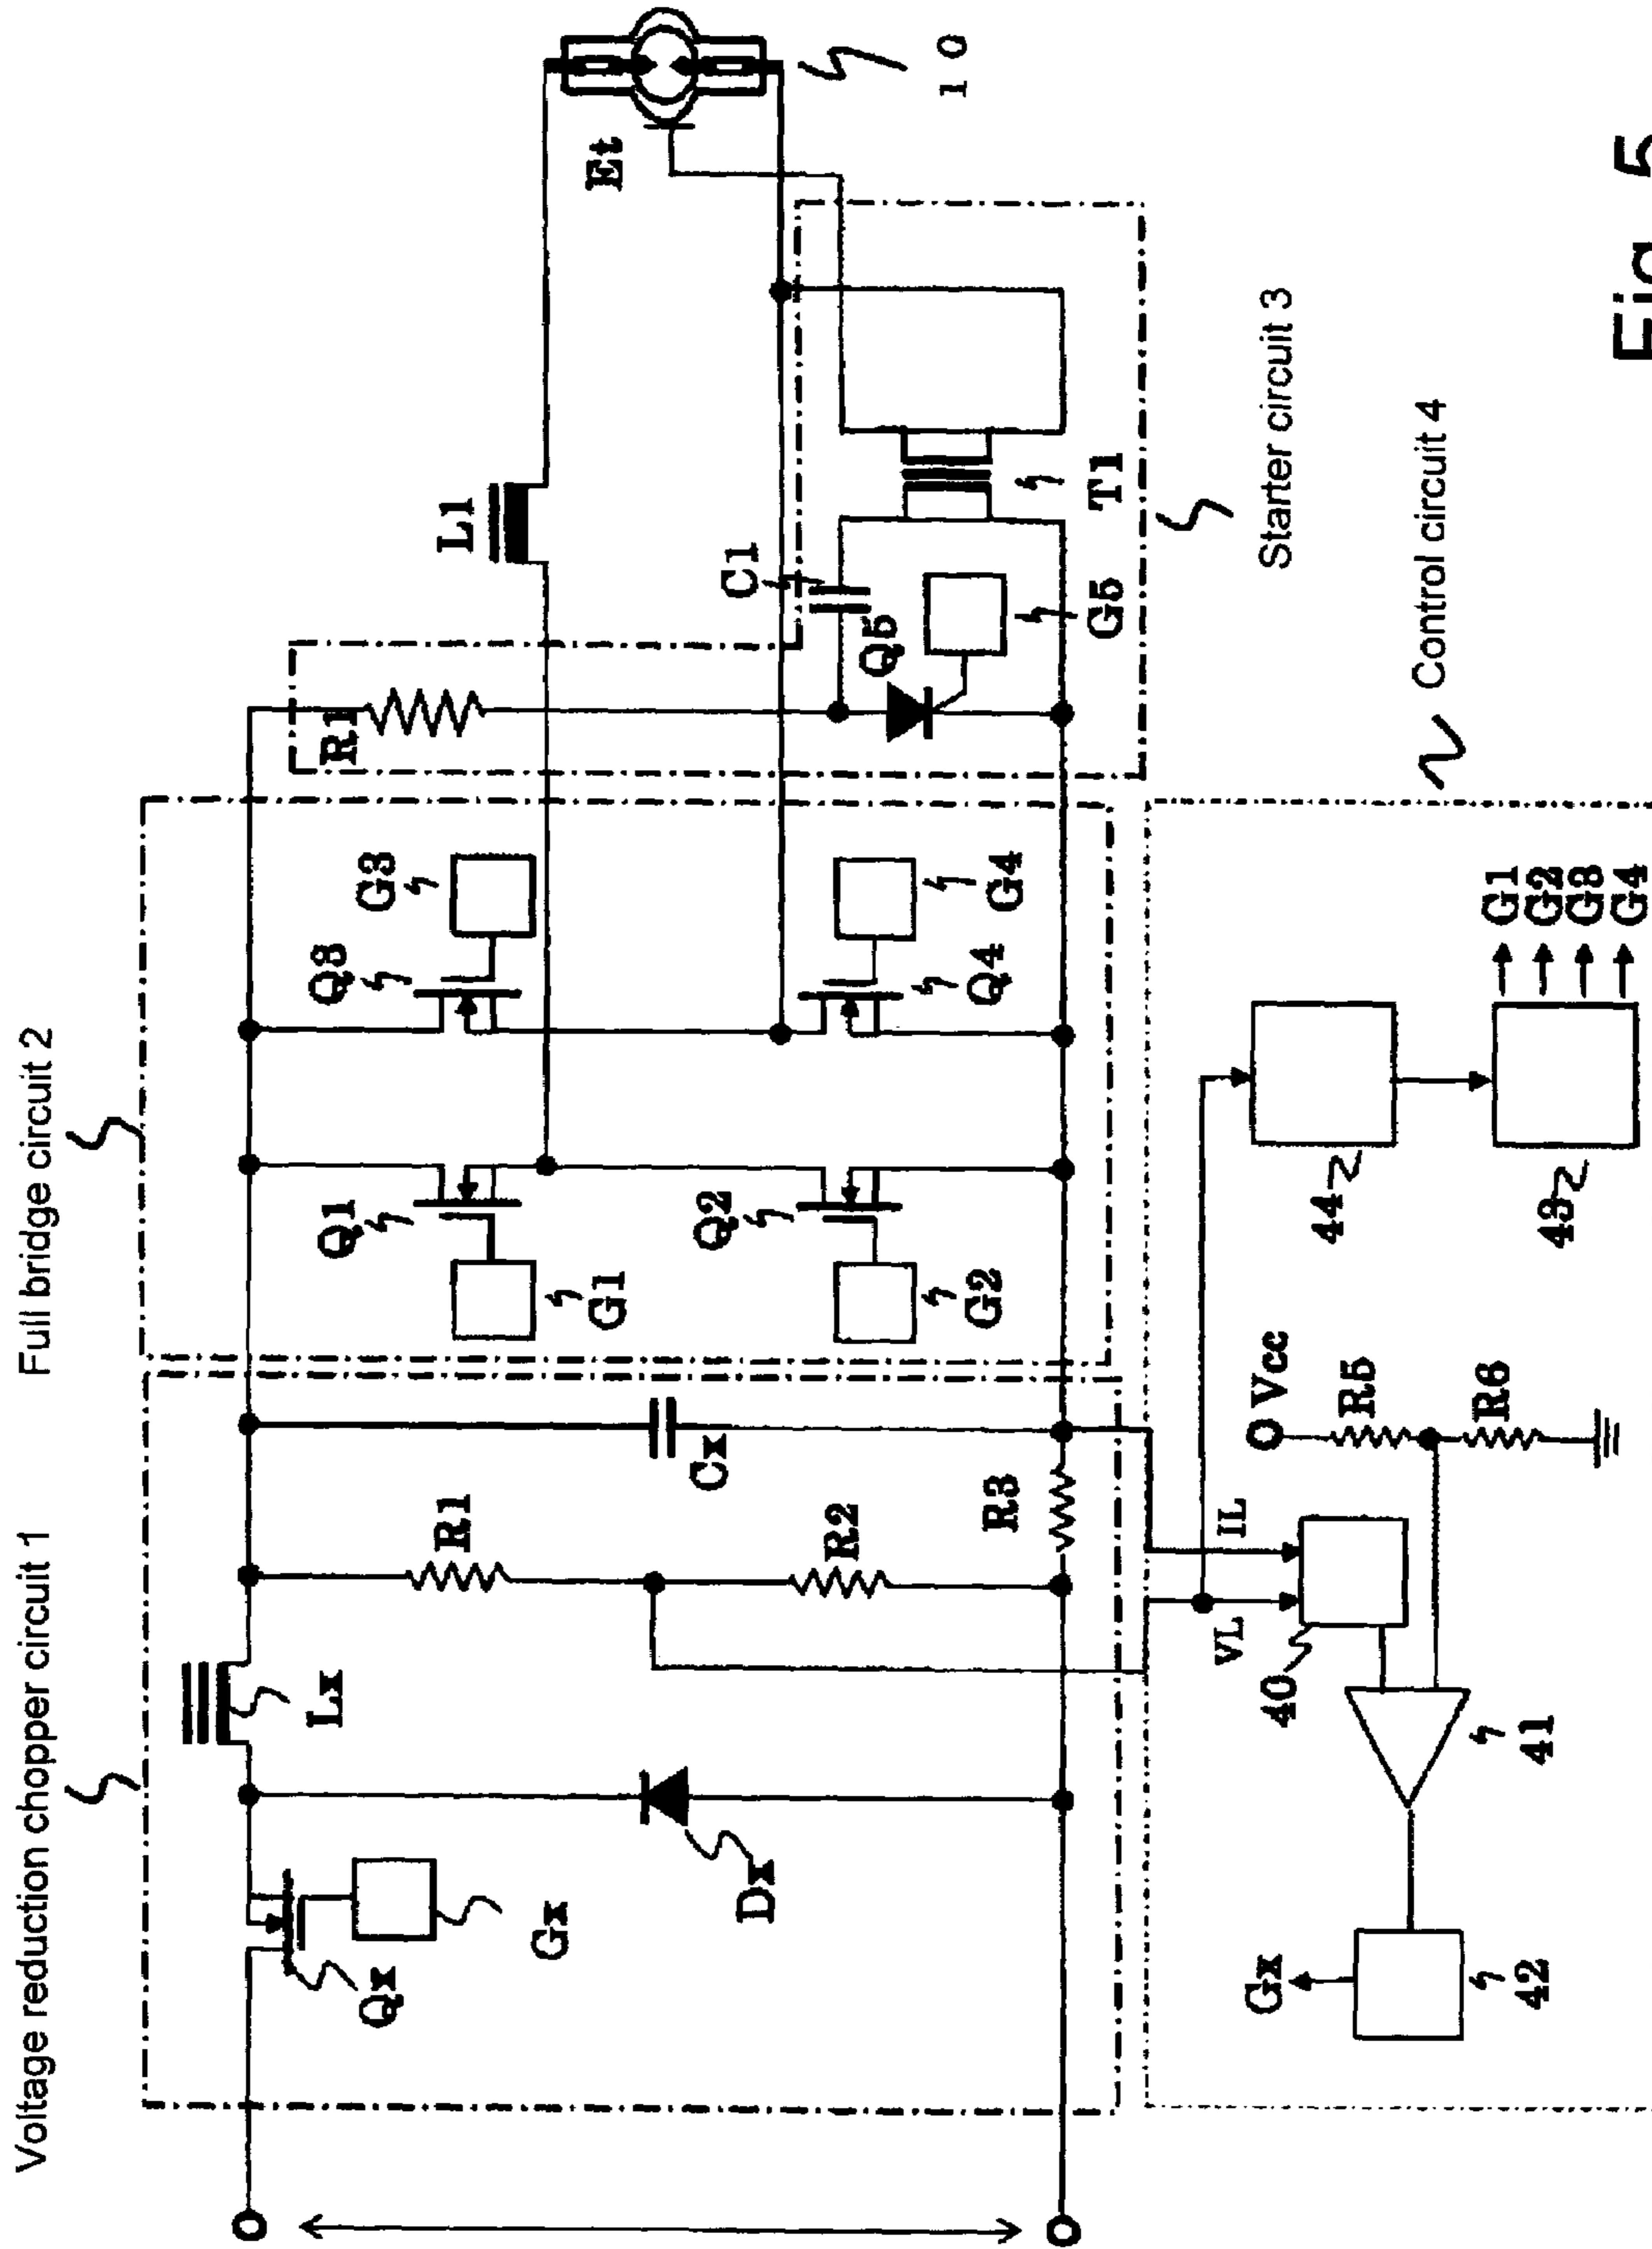 Voltage reduction chopper circuit 1
Full bridge circuit 2
Qx
Gx
Lx
Dx
R1
R2
Cx
R3
Q1
G1
Q2
G2
Q3
G3
Q4
G4
R1
L1
C1
Q5
G5
T1
Et
1 0
Starter circuit 3
Control circuit 4
VL
IL
40
41
42
Gx
Vcc
R5
R6
44
43
G1
G2
G3
G4
Fig. 5